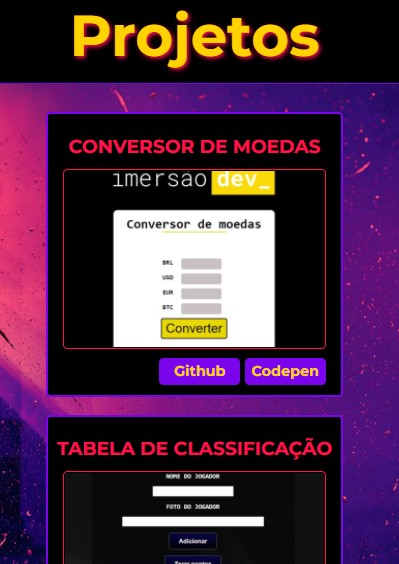 Projetos
CONVERSOR DE MOEDAS
imersão dev_
Conversor de moedas
BRL
USD
EUR
BTC
Converter
Github Codepen
TABELA DE CLASSIFICAÇÃO
NOME DO JOGADOR
FOTO DO JOGADOR
Adicionar